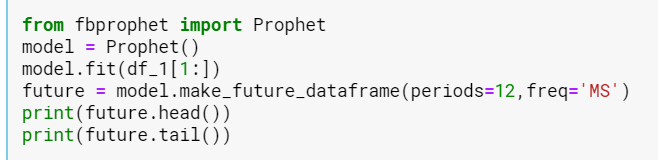 from fbprophet import Prophet
model = Prophet()
model.fit(df_1[1:])
future = model.make_future_dataframe(periods=12,freq='MS')
print(future.head())
print(future.tail())